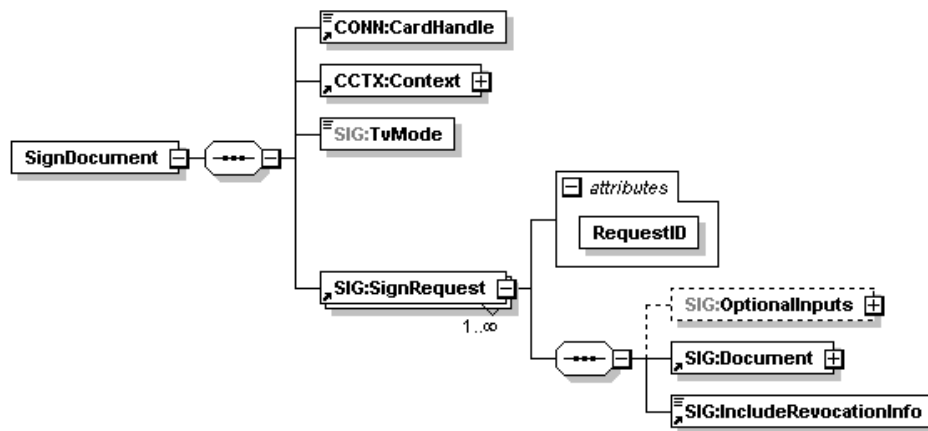 CONN:CardHandle
CCTX:Context
SIG:TvMode
SignDocument
attributes
RequestID
SIG:SignRequest
1..∞
SIG:OptionalInputs
SIG:Document
SIG:IncludeRevocationInfo